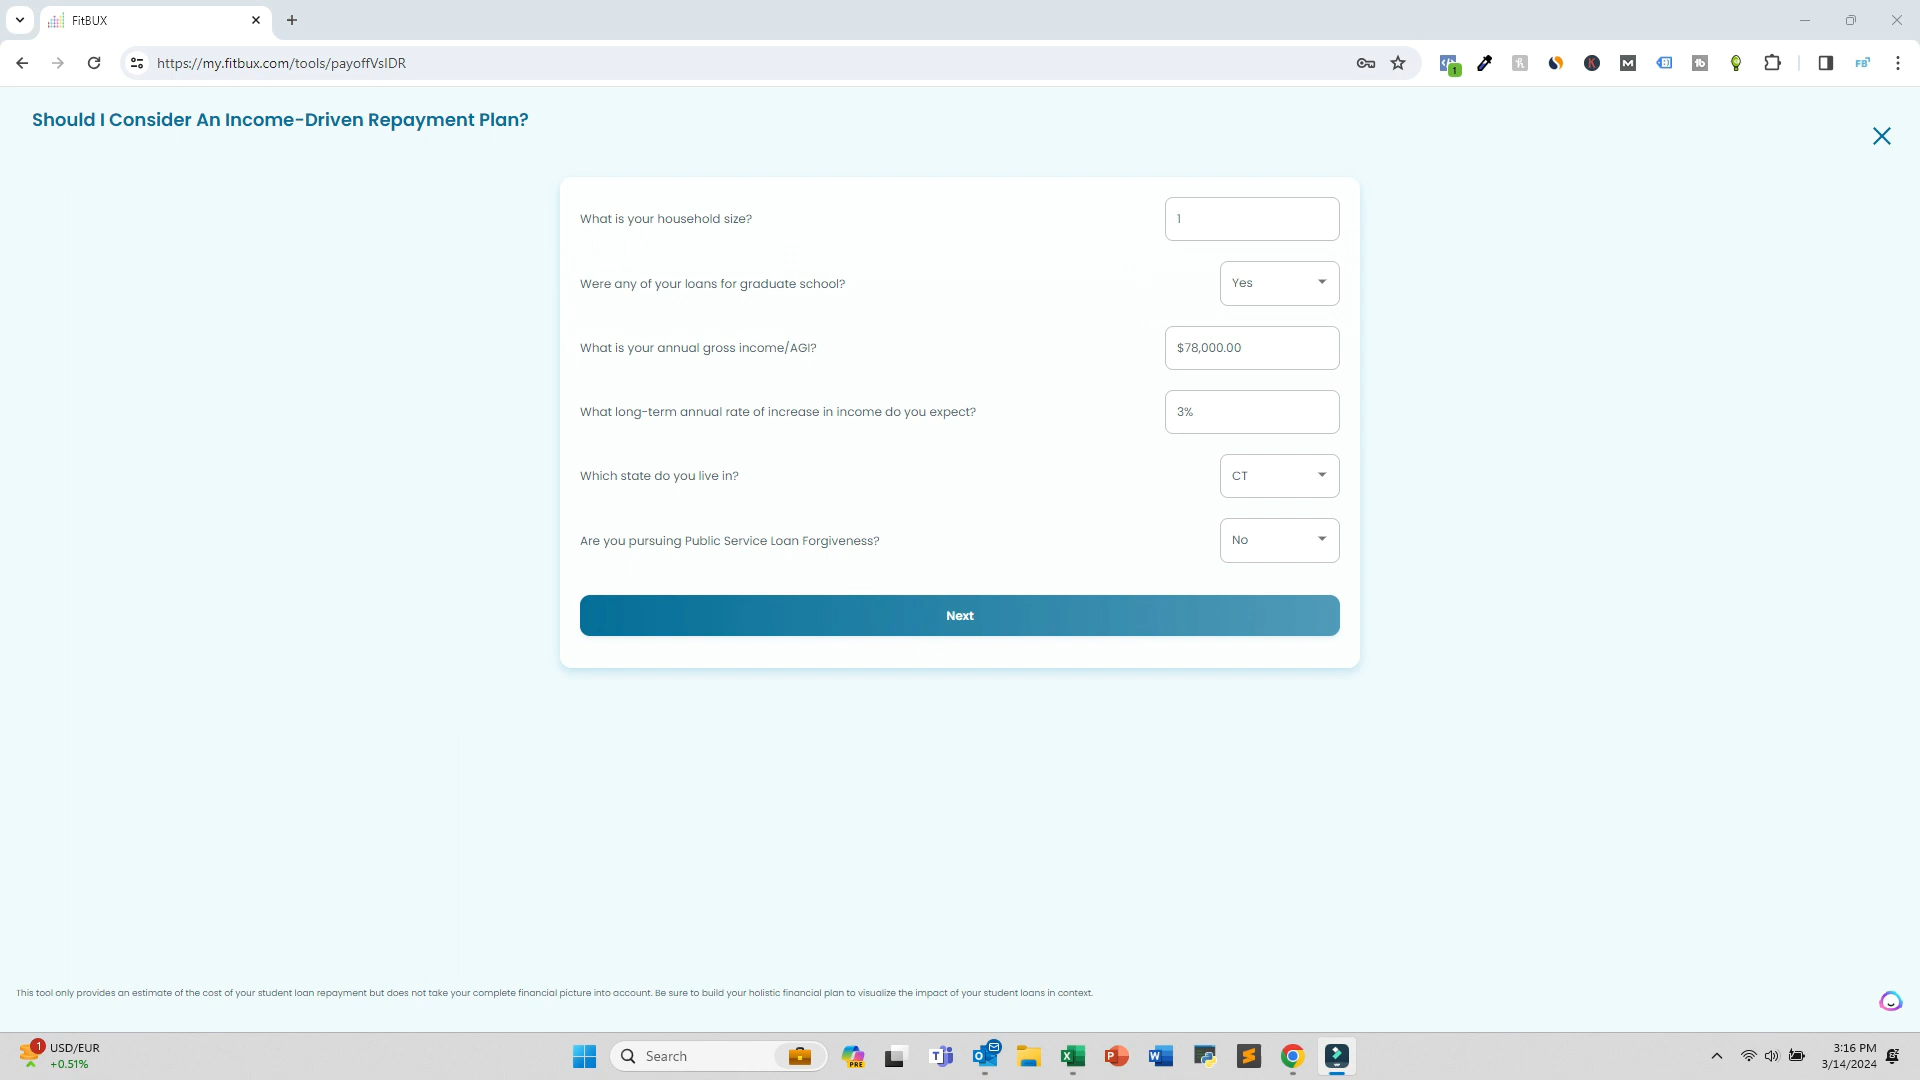 FitBUX
https://my.fitbux.com/tools/payoffVsIDR
1
Should I Consider An Income-Driven Repayment Plan?
What is your household size?
1
Were any of your loans for graduate school?
Yes
What is your annual gross income/AGI?
$78,000.00
What long-term annual rate of increase in income do you expect?
3%
Which state do you live in?
CT
Are you pursuing Public Service Loan Forgiveness?
No
Next
This tool only provides an estimate of the cost of your student loan repayment but does not take your complete financial picture into account. Be sure to build your holistic financial plan to visualize the impact of your student loans in context.
1
USD/EUR
+0.51%
Search
PRE
3:16 PM
3/14/2024